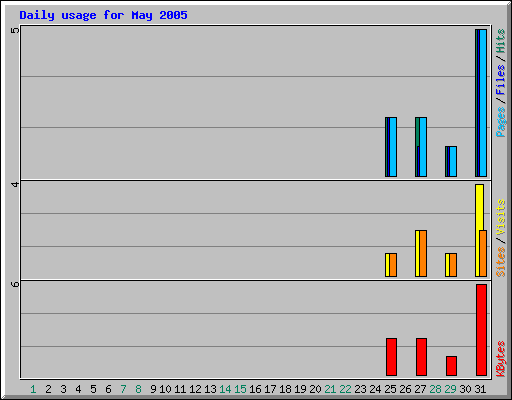 Daily usage for May 2005
5
Pages/Files/Hits
4
Sites/Visits
6
KBytes
1 2 3 4 5 6 7 8 9 10 11 12 13 14 15 16 17 18 19 20 21 22 23 24 25 26 27 28 29 30 31